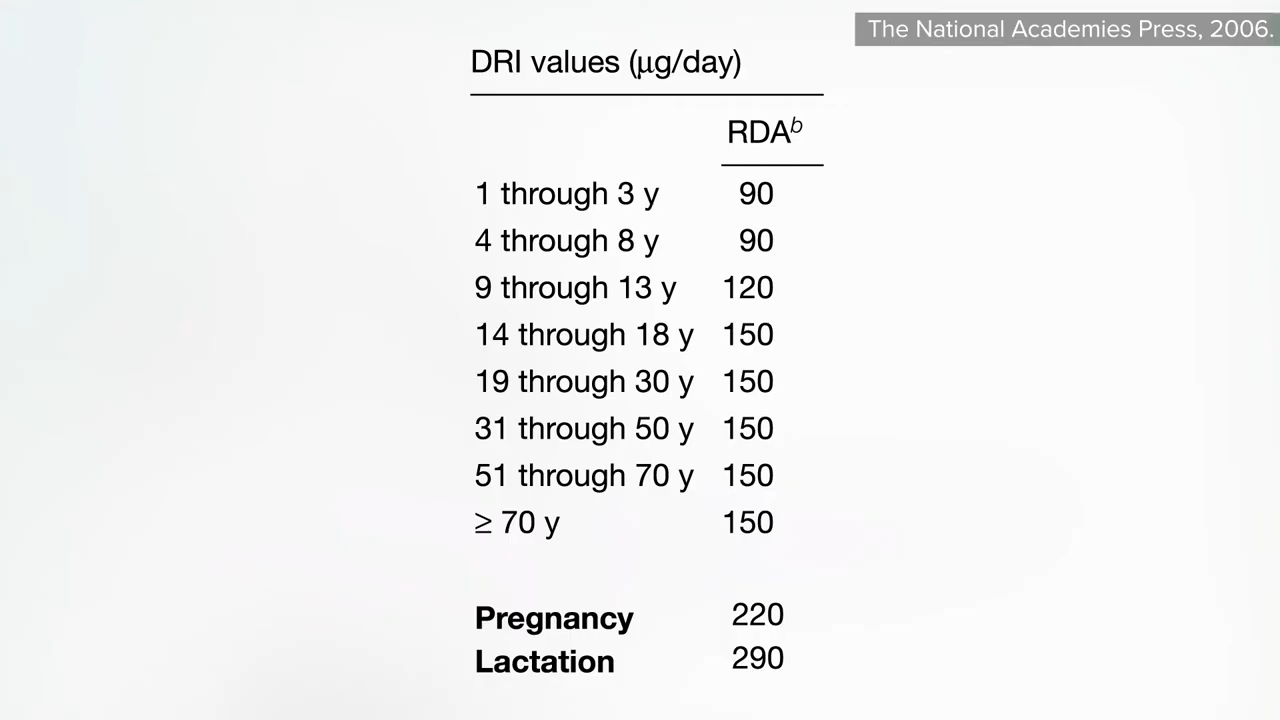 The National Academies Press, 2006.
DRI values (μg/day)
RDAᵇ
1 through 3 y 90
4 through 8 y 90
9 through 13 y 120
14 through 18 y 150
19 through 30 y 150
31 through 50 y 150
51 through 70 y 150
≥ 70 y 150
Pregnancy 220
Lactation 290